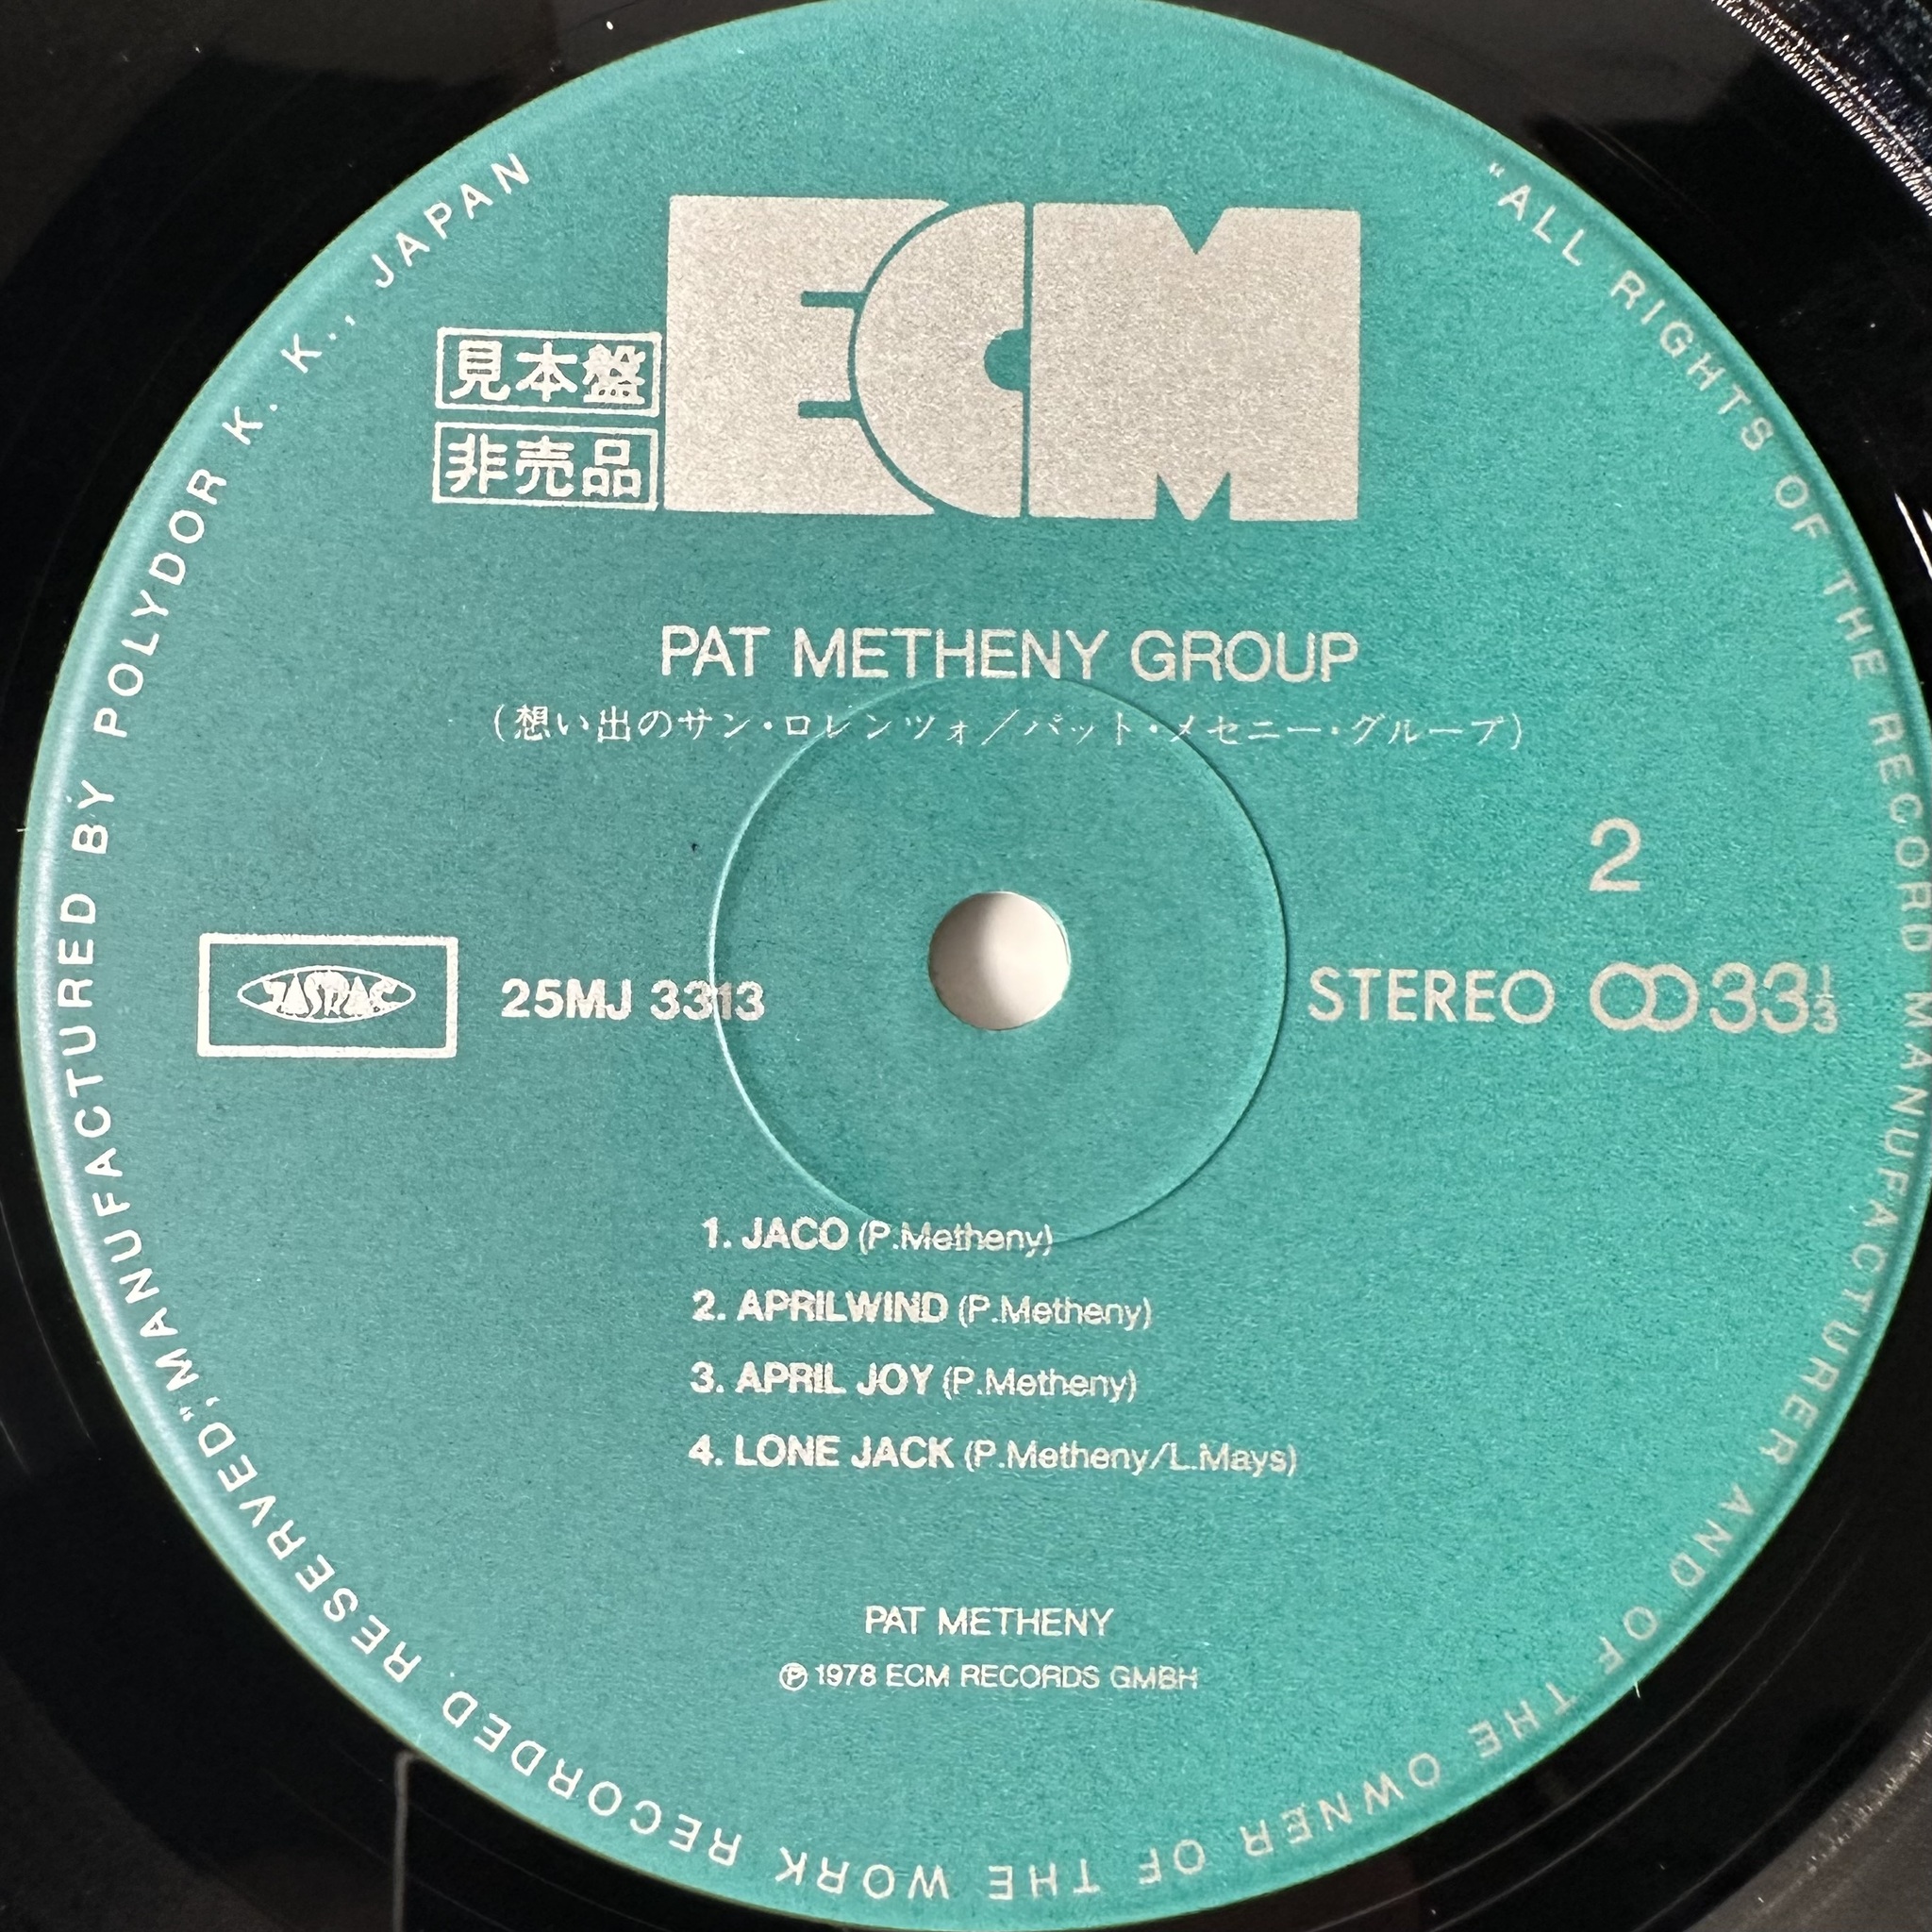 ECM
見本盤
非売品
PAT METHENY GROUP
(想い出のサン・ロレンツォ／パット・メセニー・グループ)
2
JASRAC
25MJ 3313
STEREO 33 1/3
1. JACO (P.Metheny)
2. APRILWIND (P.Metheny)
3. APRIL JOY (P.Metheny)
4. LONE JACK (P.Metheny/L.Mays)
PAT METHENY
℗ 1978 ECM RECORDS GMBH
"ALL RIGHTS OF THE RECORD MANUFACTURER AND OF THE OWNER OF THE WORK RECORDED RESERVED", MANUFACTURED BY POLYDOR K. K., JAPAN